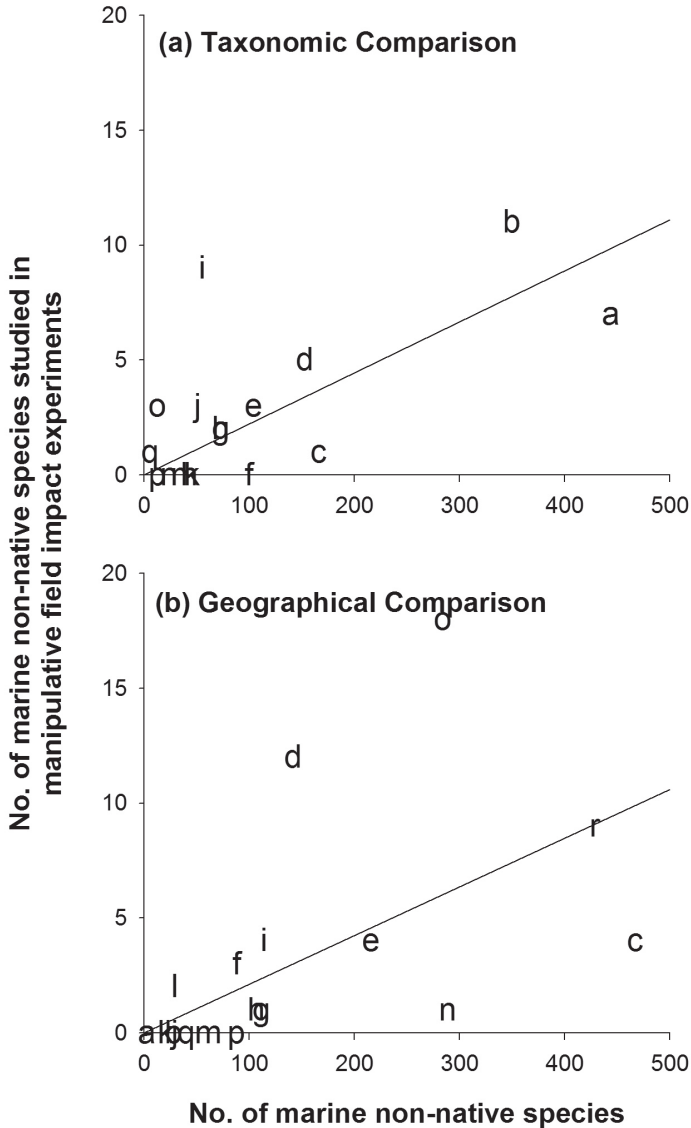 No. of marine non-native species studied in
manipulative field impact experiments
(a) Taxonomic Comparison
20
15
10
5
0
b
i
a
d
o j e
g
q c
p m k f
0 100 200 300 400 500
(b) Geographical Comparison
20
15
10
5
0
o
d
r
i e c
f
l
h g n
a k j q m p
0 100 200 300 400 500
No. of marine non-native species